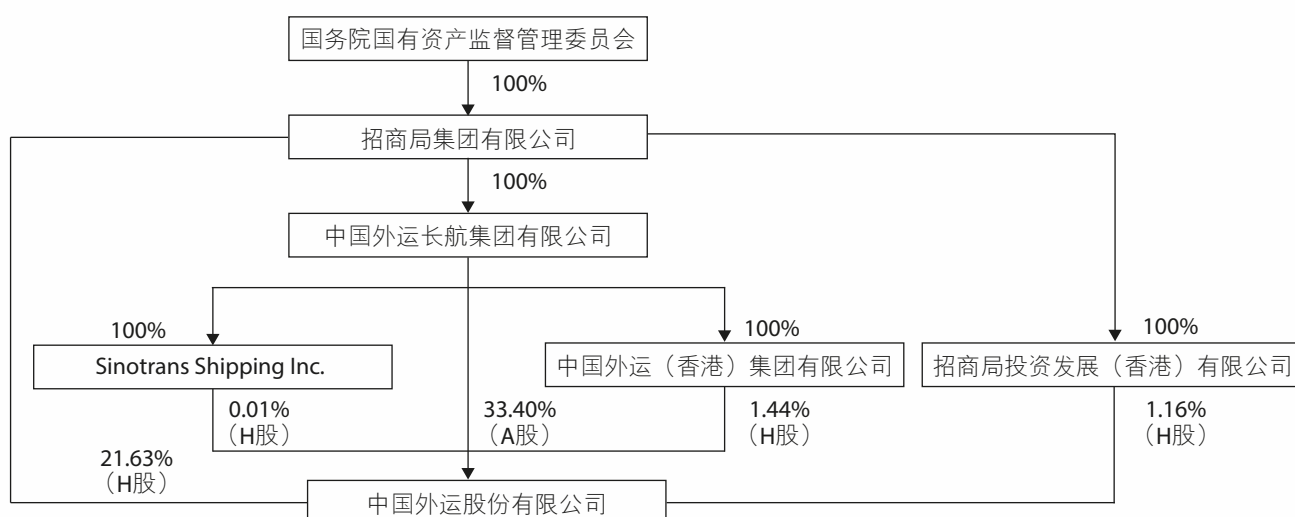 国务院国有资产监督管理委员会
100%
招商局集团有限公司
100%
中国外运长航集团有限公司
100%
100%
100%
Sinotrans Shipping Inc.
中国外运（香港）集团有限公司
招商局投资发展（香港）有限公司
0.01%
（H股）
33.40%
（A股）
1.44%
（H股）
1.16%
（H股）
21.63%
（H股）
中国外运股份有限公司